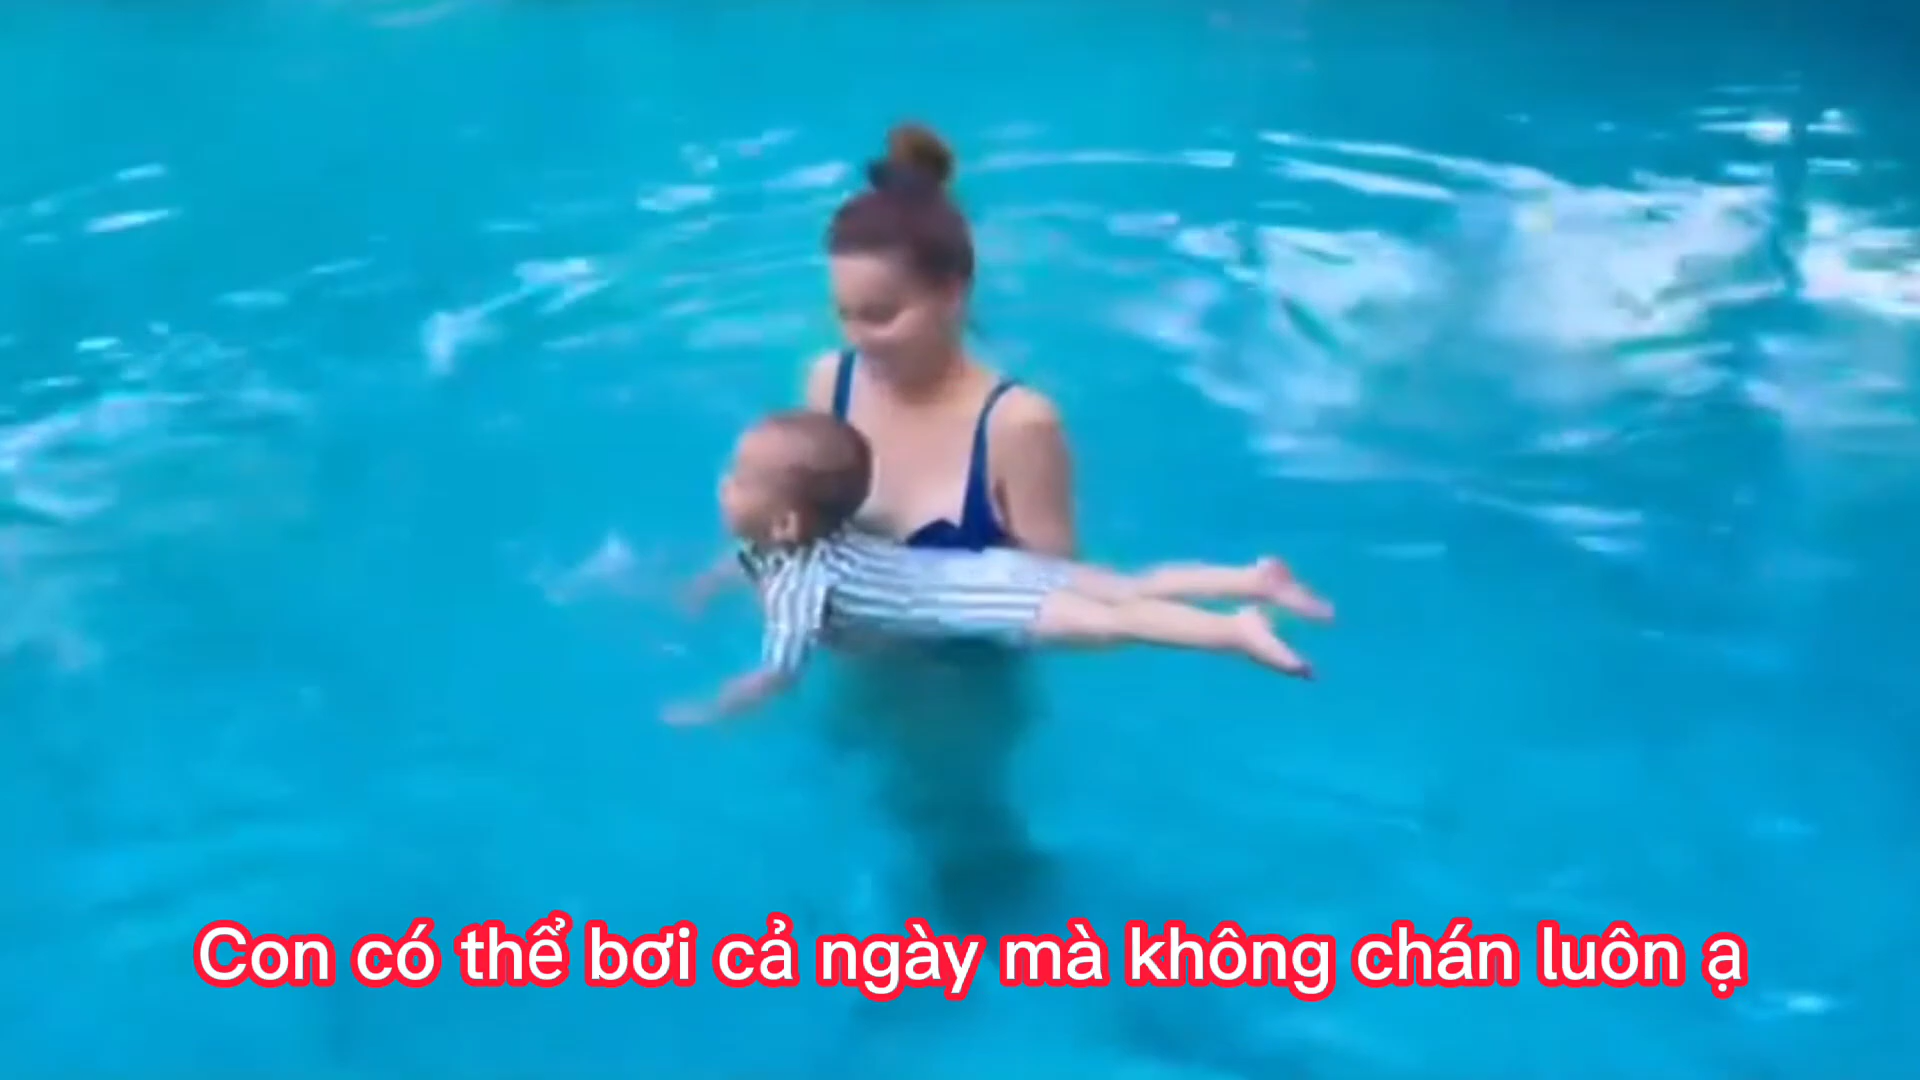 Con có thể bơi cả ngày mà không chán luôn ạ